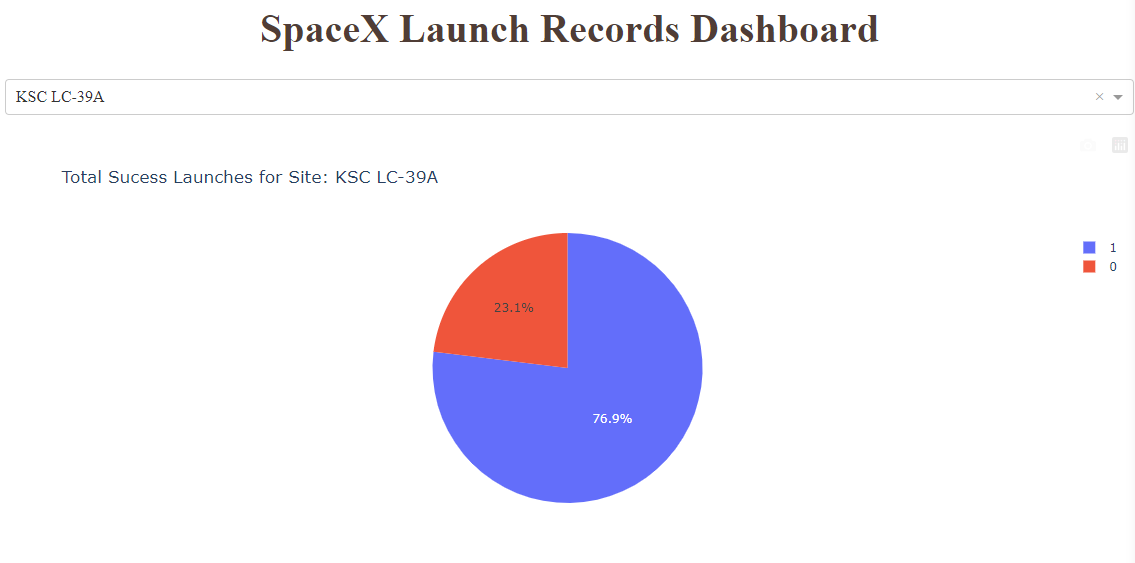 SpaceX Launch Records Dashboard
KSC LC-39A
Total Sucess Launches for Site: KSC LC-39A
1
0
23.1%
76.9%